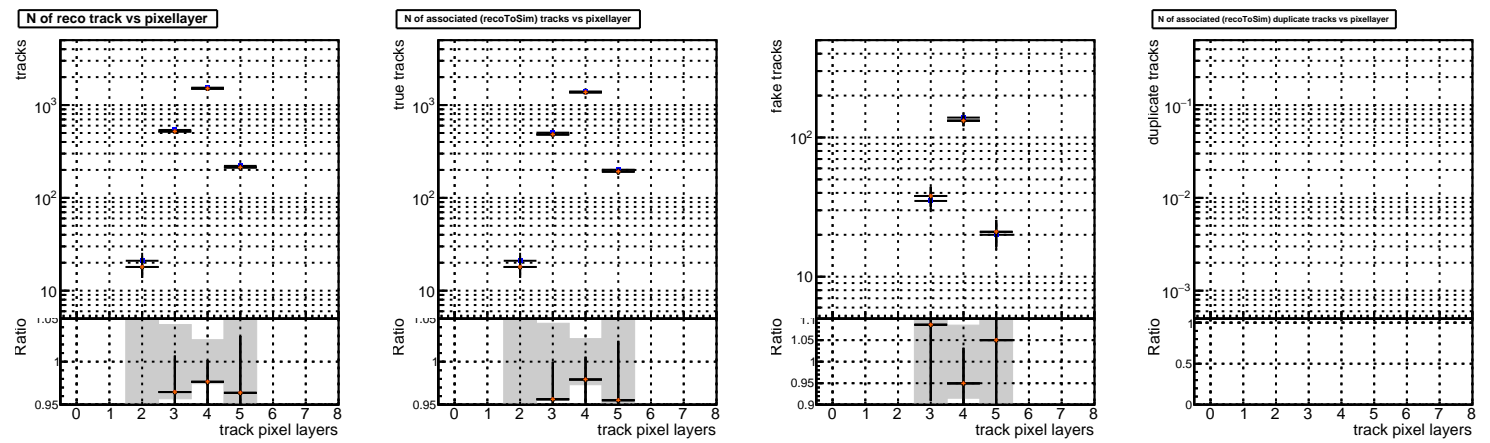 N of reco track vs pixellayer
tracks
10³
10²
10
Ratio
1.05
1
0.95
0 1 2 3 4 5 6 7 8
track pixel layers
N of associated (recoToSim) tracks vs pixellayer
true tracks
10³
10²
10
Ratio
1.05
1
0.95
0 1 2 3 4 5 6 7 8
track pixel layers
fake tracks
10²
10
Ratio
1.1
1.05
1
0.95
0.9
0 1 2 3 4 5 6 7 8
track pixel layers
N of associated (recoToSim) duplicate tracks vs pixellayer
duplicate tracks
10⁻¹
10⁻²
10⁻³
Ratio
1
0.5
0
0 1 2 3 4 5 6 7 8
track pixel layers